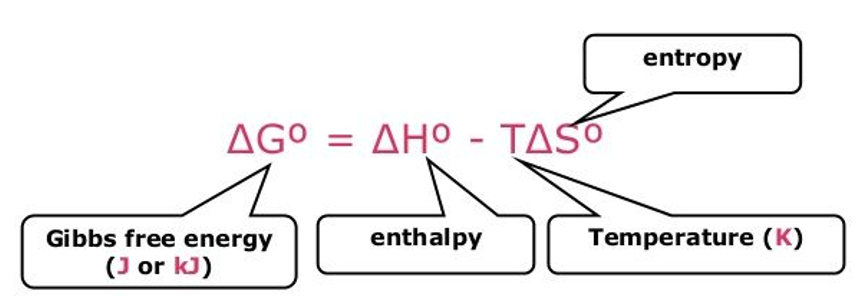 entropy
ΔGº = ΔHº - TΔSº
Gibbs free energy
(J or kJ)
enthalpy
Temperature (K)